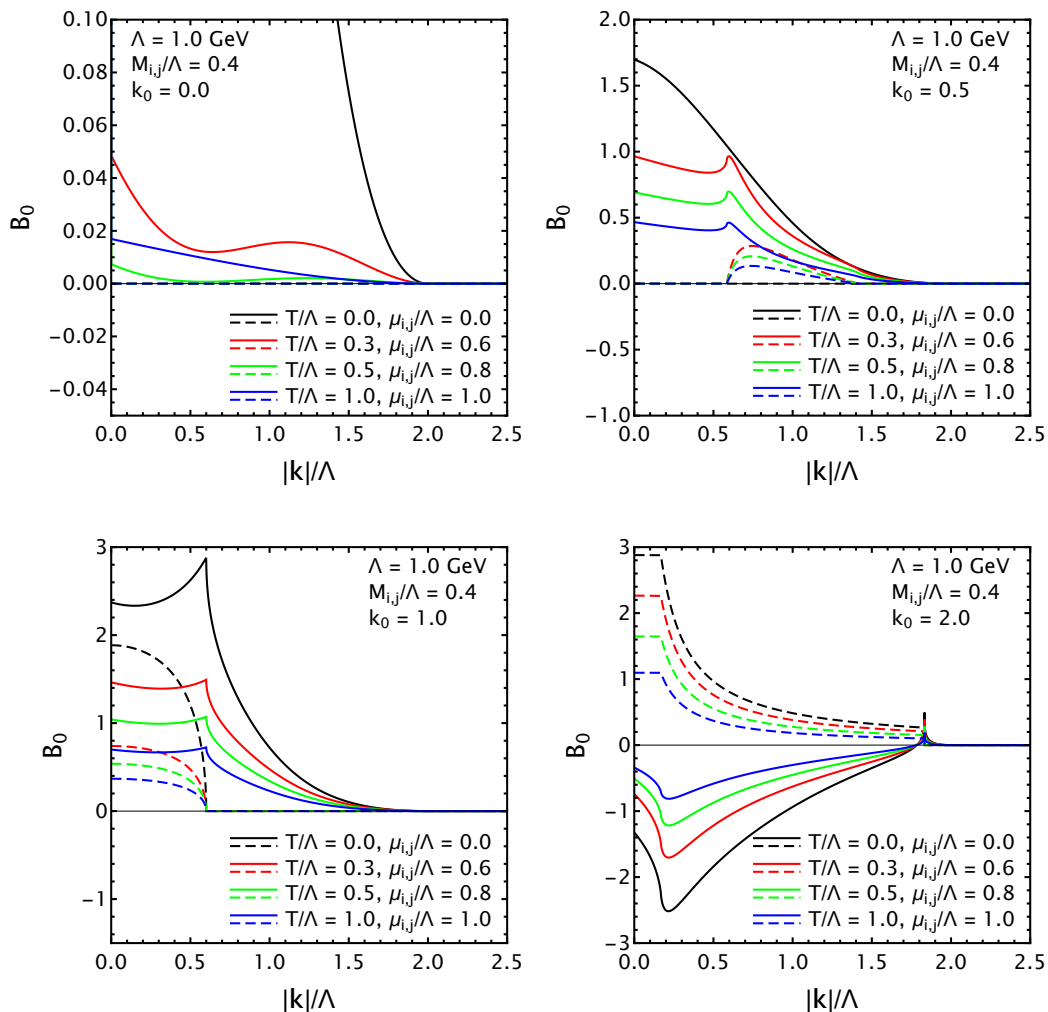 Λ = 1.0 GeV
M_{i,j}/Λ = 0.4
k₀ = 0.0
0.10
0.08
0.06
0.04
0.02
0.00
−0.02
−0.04
B₀
T/Λ = 0.0, μ_{i,j}/Λ = 0.0
T/Λ = 0.3, μ_{i,j}/Λ = 0.6
T/Λ = 0.5, μ_{i,j}/Λ = 0.8
T/Λ = 1.0, μ_{i,j}/Λ = 1.0
0.0 0.5 1.0 1.5 2.0 2.5
|k|/Λ
Λ = 1.0 GeV
M_{i,j}/Λ = 0.4
k₀ = 0.5
2.0
1.5
1.0
0.5
0.0
−0.5
−1.0
B₀
T/Λ = 0.0, μ_{i,j}/Λ = 0.0
T/Λ = 0.3, μ_{i,j}/Λ = 0.6
T/Λ = 0.5, μ_{i,j}/Λ = 0.8
T/Λ = 1.0, μ_{i,j}/Λ = 1.0
0.0 0.5 1.0 1.5 2.0 2.5
|k|/Λ
Λ = 1.0 GeV
M_{i,j}/Λ = 0.4
k₀ = 1.0
3
2
1
0
−1
B₀
T/Λ = 0.0, μ_{i,j}/Λ = 0.0
T/Λ = 0.3, μ_{i,j}/Λ = 0.6
T/Λ = 0.5, μ_{i,j}/Λ = 0.8
T/Λ = 1.0, μ_{i,j}/Λ = 1.0
0.0 0.5 1.0 1.5 2.0 2.5
|k|/Λ
Λ = 1.0 GeV
M_{i,j}/Λ = 0.4
k₀ = 2.0
3
2
1
0
−1
−2
−3
B₀
T/Λ = 0.0, μ_{i,j}/Λ = 0.0
T/Λ = 0.3, μ_{i,j}/Λ = 0.6
T/Λ = 0.5, μ_{i,j}/Λ = 0.8
T/Λ = 1.0, μ_{i,j}/Λ = 1.0
0.0 0.5 1.0 1.5 2.0 2.5
|k|/Λ